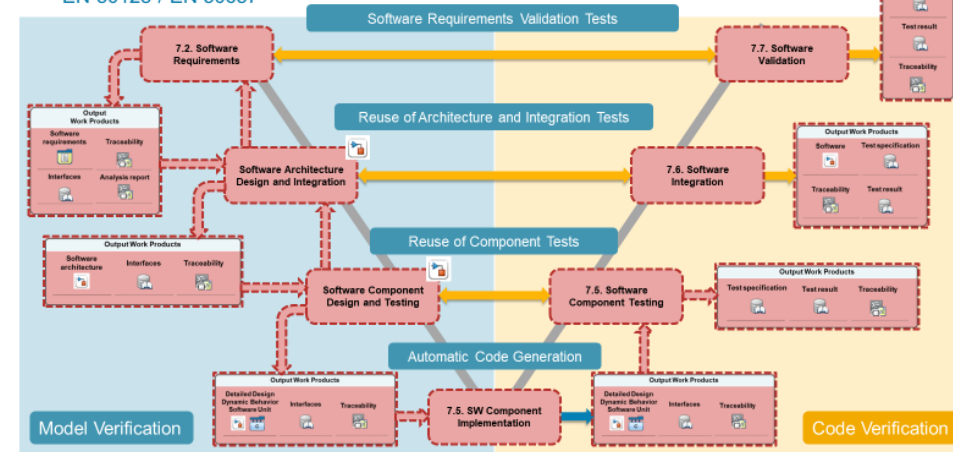 EN 50128 / EN 50657
Software Requirements Validation Tests
7.2. Software
Requirements
7.7. Software
Validation
Test result
Traceability
Output
Work Products
Software
requirements
Traceability
Interfaces
Analysis report
Reuse of Architecture and Integration Tests
Software Architecture
Design and Integration
7.6. Software
Integration
Output Work Products
Software
Test specification
Traceability
Test result
Output Work Products
Software
architecture
Interfaces
Traceability
Reuse of Component Tests
Software Component
Design and Testing
7.5. Software
Component Testing
Output Work Products
Test specification
Test result
Traceability
Automatic Code Generation
Output Work Products
Detailed Design
Dynamic Behavior
Software Unit
Interfaces
Traceability
7.5. SW Component
Implementation
Output Work Products
Detailed Design
Dynamic Behavior
Software Unit
Interfaces
Traceability
Model Verification
Code Verification